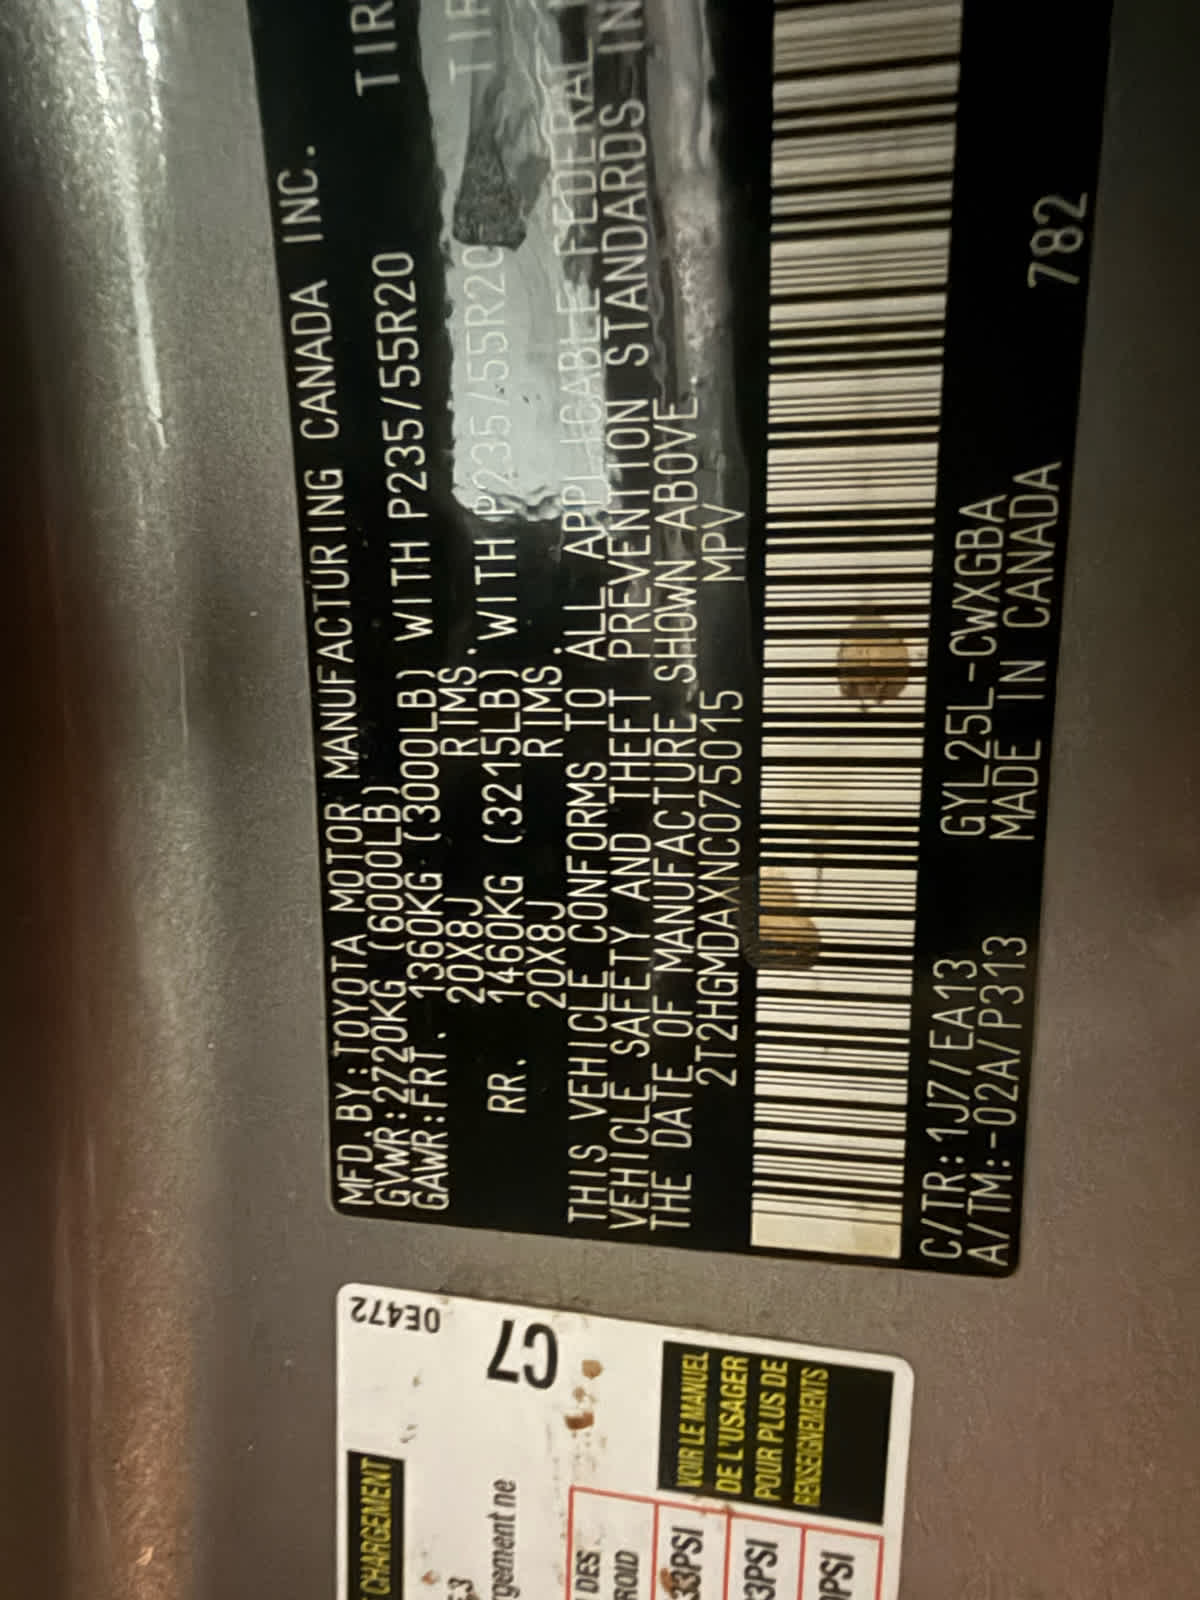 MFD.BY:TOYOTA MOTOR MANUFACTURING CANADA INC.
GVWR:2720KG (6000LB)
GAWR:FRT. 1360KG (3000LB) WITH P235/55R20
20X8J RIMS.
RR. 1460KG (3215LB) WITH P235/55R20
20X8J RIMS.
THIS VEHICLE CONFORMS TO ALL APPLICABLE FEDERAL
VEHICLE SAFETY AND THEFT PREVENTION STANDARDS IN
THE DATE OF MANUFACTURE SHOWN ABOVE
2T2HGMDAXNC075015 MPV
C/TR:1J7/EA13 GYL25L-CWXGBA
A/TM:-02A/P313 MADE IN CANADA 782
0E472
C7
CHARGEMENT
VOIR LE MANUEL
DE L'USAGER
POUR PLUS DE
RENSEIGNEMENTS
DES
33PSI